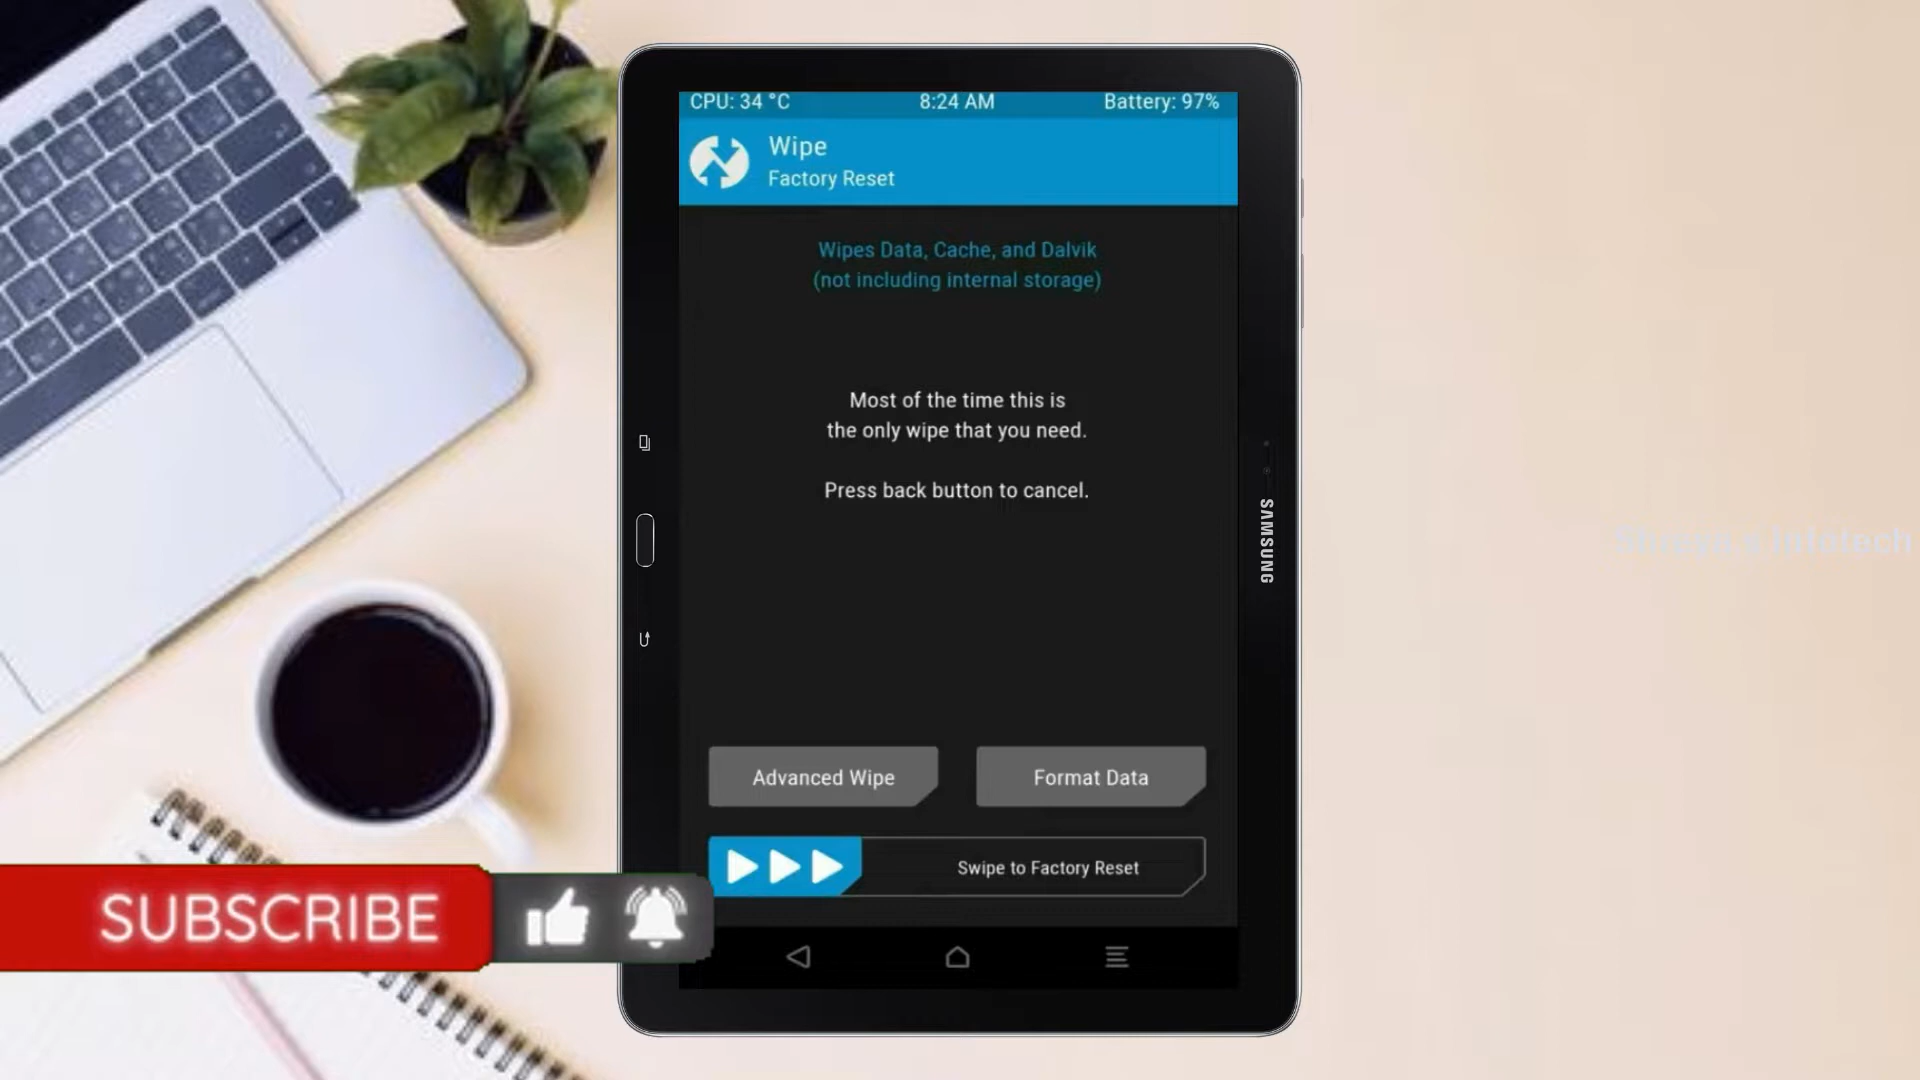 CPU: 34 °C
8:24 AM
Battery: 97%
Wipe
Factory Reset
Wipes Data, Cache, and Dalvik
(not including internal storage)
Most of the time this is
the only wipe that you need.
Press back button to cancel.
Advanced Wipe
Format Data
Swipe to Factory Reset
SAMSUNG
SUBSCRIBE
infotech